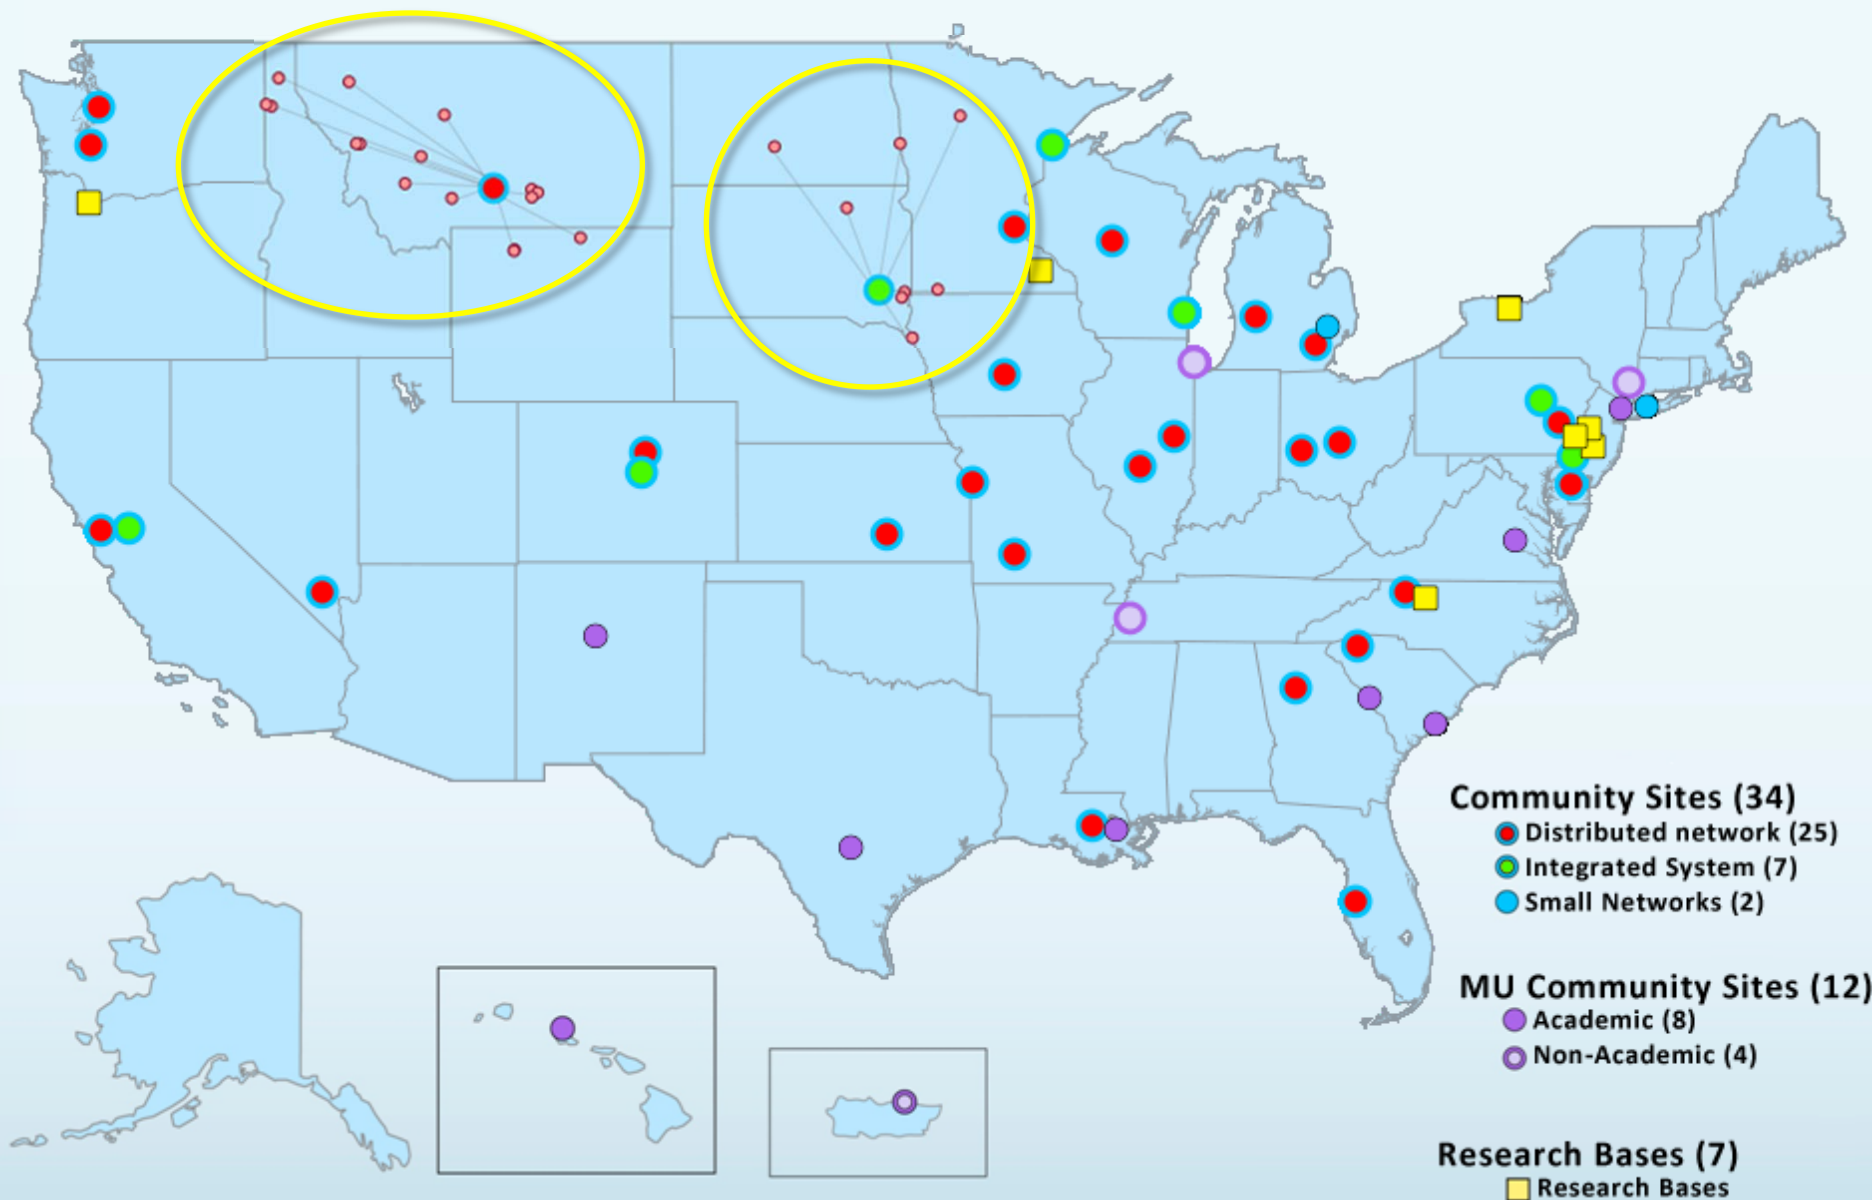 Community Sites (34)
Distributed network (25)
Integrated System (7)
Small Networks (2)
MU Community Sites (12)
Academic (8)
Non-Academic (4)
Research Bases (7)
Research Bases